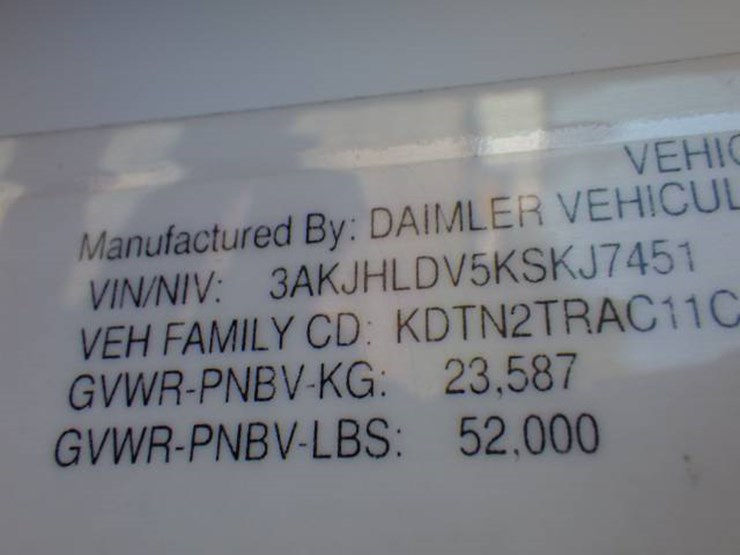 VEHIC
Manufactured By: DAIMLER VEHICUL
VIN/NIV: 3AKJHLDV5KSKJ7451
VEH FAMILY CD: KDTN2TRAC11C
GVWR-PNBV-KG: 23,587
GVWR-PNBV-LBS: 52,000